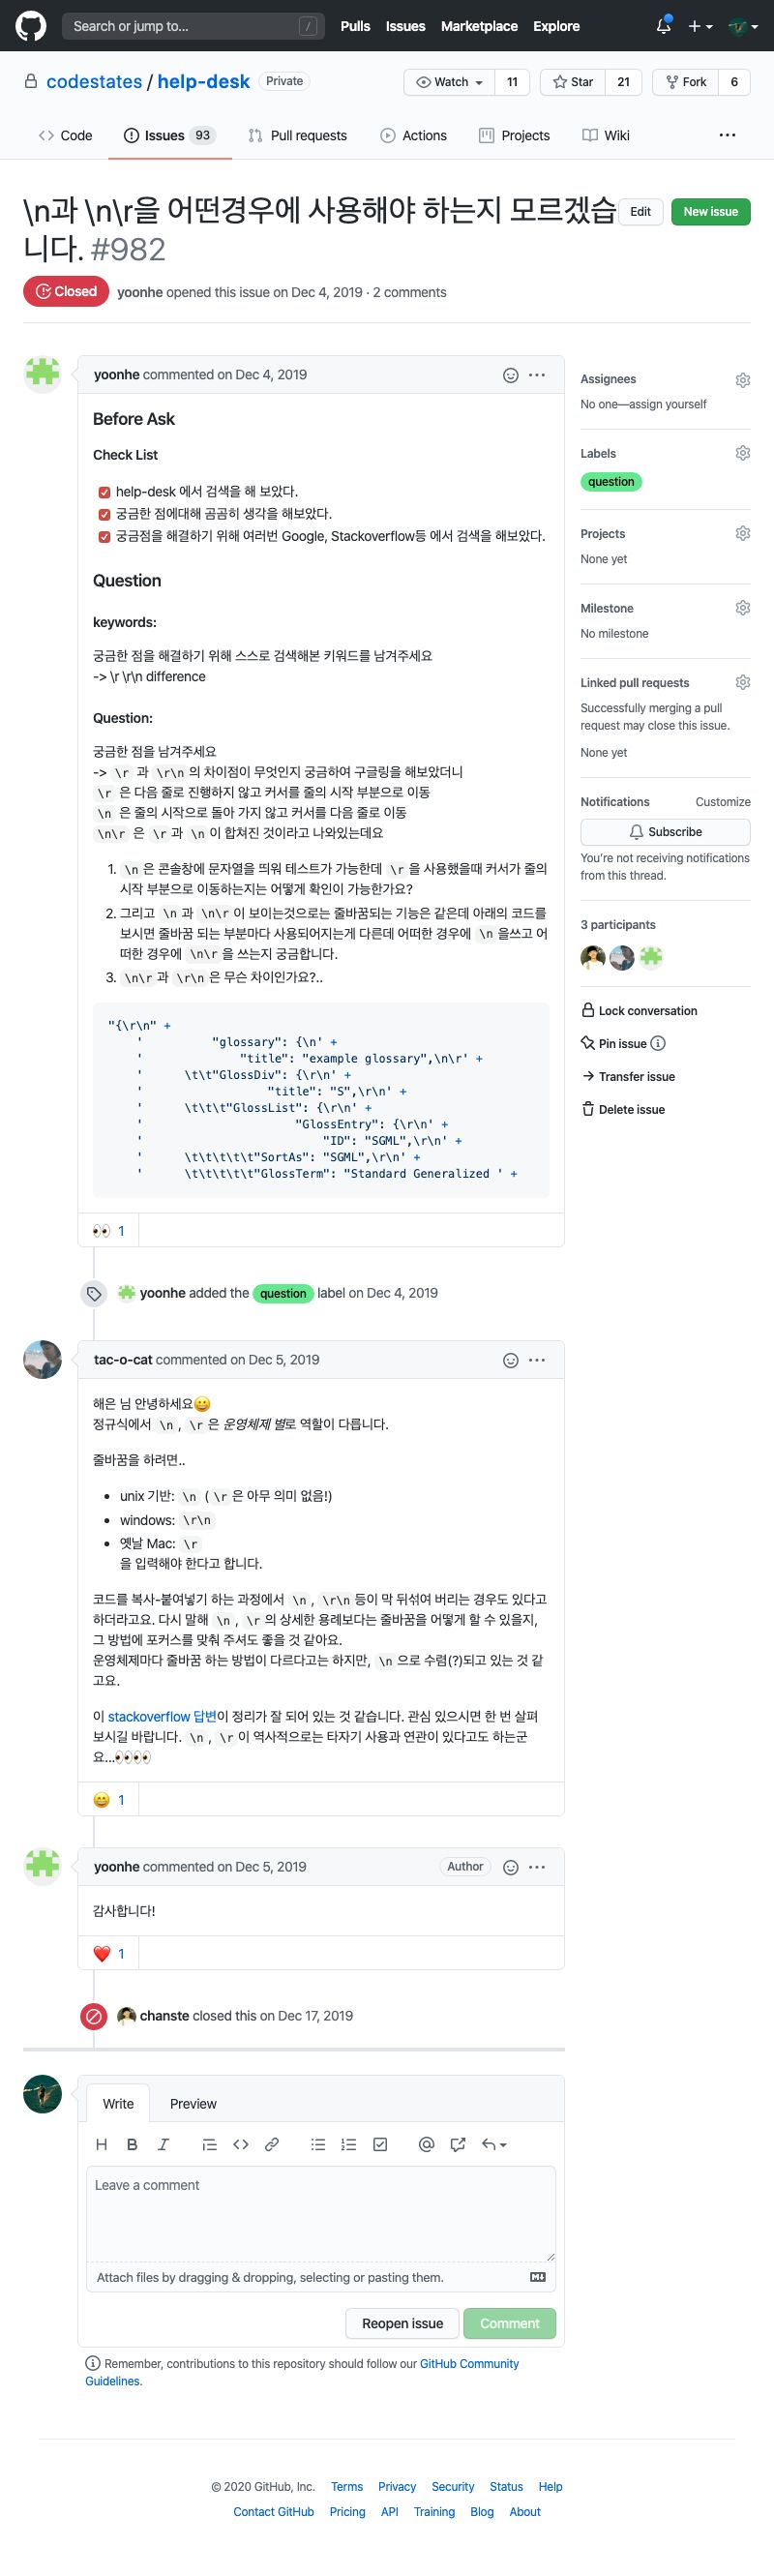 Search or jump to... / Pulls Issues Marketplace Explore
codestates / help-desk Private Watch 11 Star 21 Fork 6
Code Issues 93 Pull requests Actions Projects Wiki ...
\n과 \n\r을 어떤경우에 사용해야 하는지 모르겠습 Edit New issue
니다. #982
Closed yoonhe opened this issue on Dec 4, 2019 · 2 comments
yoonhe commented on Dec 4, 2019
Before Ask
Check List
help-desk 에서 검색을 해 보았다.
궁금한 점에대해 곰곰히 생각을 해보았다.
궁금점을 해결하기 위해 여러번 Google, Stackoverflow등 에서 검색을 해보았다.
Question
keywords:
궁금한 점을 해결하기 위해 스스로 검색해본 키워드를 남겨주세요
-> \r \r\n difference
Question:
궁금한 점을 남겨주세요
-> \r 과 \r\n 의 차이점이 무엇인지 궁금하여 구글링을 해보았더니
\r 은 다음 줄로 진행하지 않고 커서를 줄의 시작 부분으로 이동
\n 은 줄의 시작으로 돌아 가지 않고 커서를 다음 줄로 이동
\n\r 은 \r 과 \n 이 합쳐진 것이라고 나와있는데요
1. \n 은 콘솔창에 문자열을 띄워 테스트가 가능한데 \r 을 사용했을때 커서가 줄의
시작 부분으로 이동하는지는 어떻게 확인이 가능한가요?
2. 그리고 \n 과 \n\r 이 보이는것으로는 줄바꿈되는 기능은 같은데 아래의 코드를
보시면 줄바꿈 되는 부분마다 사용되어지는게 다른데 어떠한 경우에 \n 을쓰고 어
떠한 경우에 \n\r 을 쓰는지 궁금합니다.
3. \n\r 과 \r\n 은 무슨 차이인가요?..
"{\r\n" +
' "glossary": {\n' +
' "title": "example glossary",\n\r' +
' \t\t"GlossDiv": {\r\n' +
' "title": "S",\r\n' +
' \t\t\t"GlossList": {\r\n' +
' "GlossEntry": {\r\n' +
' "ID": "SGML",\r\n' +
' \t\t\t\t\t"SortAs": "SGML",\r\n' +
' \t\t\t\t\t"GlossTerm": "Standard Generalized ' +
👀 1
Assignees
No one—assign yourself
Labels
question
Projects
None yet
Milestone
No milestone
Linked pull requests
Successfully merging a pull
request may close this issue.
None yet
Notifications Customize
Subscribe
You're not receiving notifications
from this thread.
3 participants
Lock conversation
Pin issue
Transfer issue
Delete issue
yoonhe added the question label on Dec 4, 2019
tac-o-cat commented on Dec 5, 2019
해은 님 안녕하세요😀
정규식에서 \n , \r 은 운영체제 별로 역할이 다릅니다.
줄바꿈을 하려면..
• unix 기반: \n ( \r 은 아무 의미 없음!)
• windows: \r\n
• 옛날 Mac: \r
을 입력해야 한다고 합니다.
코드를 복사-붙여넣기 하는 과정에서 \n , \r\n 등이 막 뒤섞여 버리는 경우도 있다고
하더라고요. 다시 말해 \n , \r 의 상세한 용례보다는 줄바꿈을 어떻게 할 수 있을지,
그 방법에 포커스를 맞춰 주셔도 좋을 것 같아요.
운영체제마다 줄바꿈 하는 방법이 다르다고는 하지만, \n 으로 수렴(?)되고 있는 것 같
고요.
이 stackoverflow 답변이 정리가 잘 되어 있는 것 같습니다. 관심 있으시면 한 번 살펴
보시길 바랍니다. \n , \r 이 역사적으로는 타자기 사용과 연관이 있다고도 하는군
요...👀👀
😄 1
yoonhe commented on Dec 5, 2019 Author
감사합니다!
❤️ 1
chanste closed this on Dec 17, 2019
Write Preview
H B I
Leave a comment
Attach files by dragging & dropping, selecting or pasting them.
Reopen issue Comment
Remember, contributions to this repository should follow our GitHub Community
Guidelines.
© 2020 GitHub, Inc. Terms Privacy Security Status Help
Contact GitHub Pricing API Training Blog About